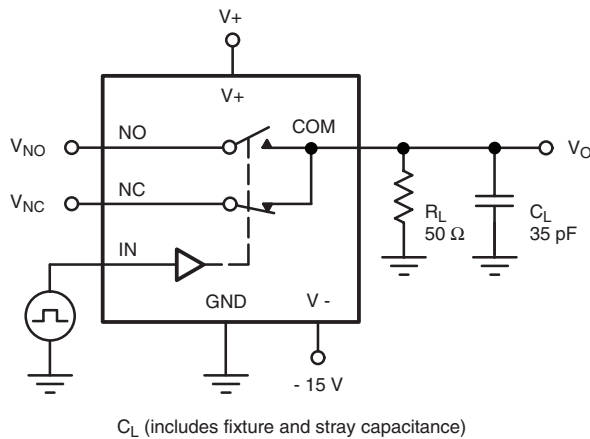 V+
V+
NO
COM
V_NO
V_O
NC
V_NC
R_L
50 Ω
C_L
35 pF
IN
GND
V -
- 15 V
C_L (includes fixture and stray capacitance)